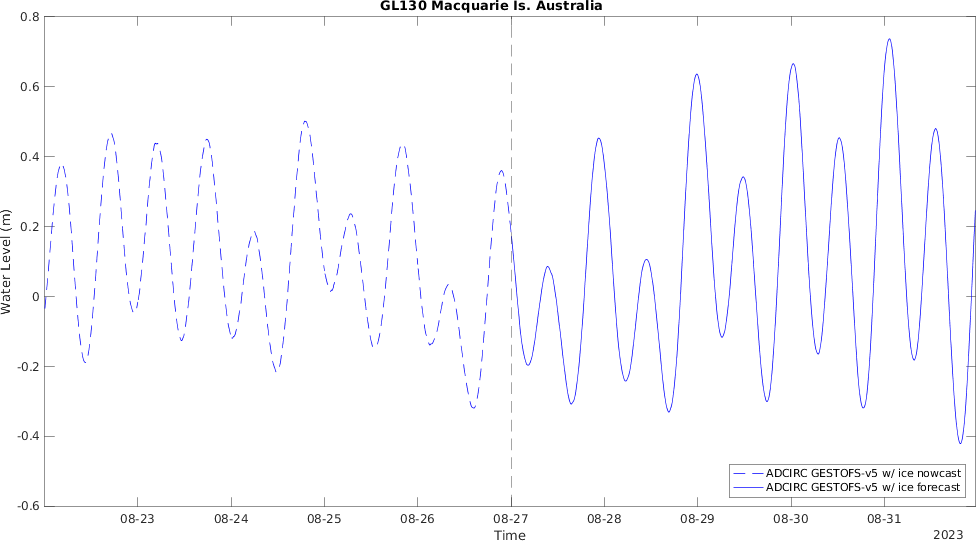 GL130 Macquarie Is. Australia
0.8
0.6
0.4
0.2
0
-0.2
-0.4
-0.6
Water Level (m)
ADCIRC GESTOFS-v5 w/ ice nowcast
ADCIRC GESTOFS-v5 w/ ice forecast
08-23 08-24 08-25 08-26 08-27 08-28 08-29 08-30 08-31
Time
2023